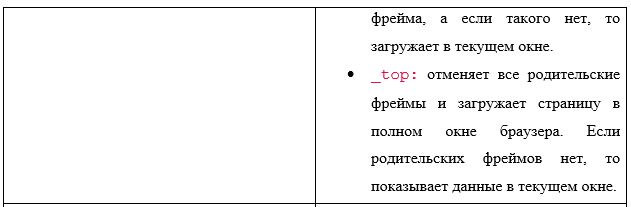 фрейма, а если такого нет, то
загружает в текущем окне.
• _top: отменяет все родительские
фреймы и загружает страницу в
полном окне браузера. Если
родительских фреймов нет, то
показывает данные в текущем окне.